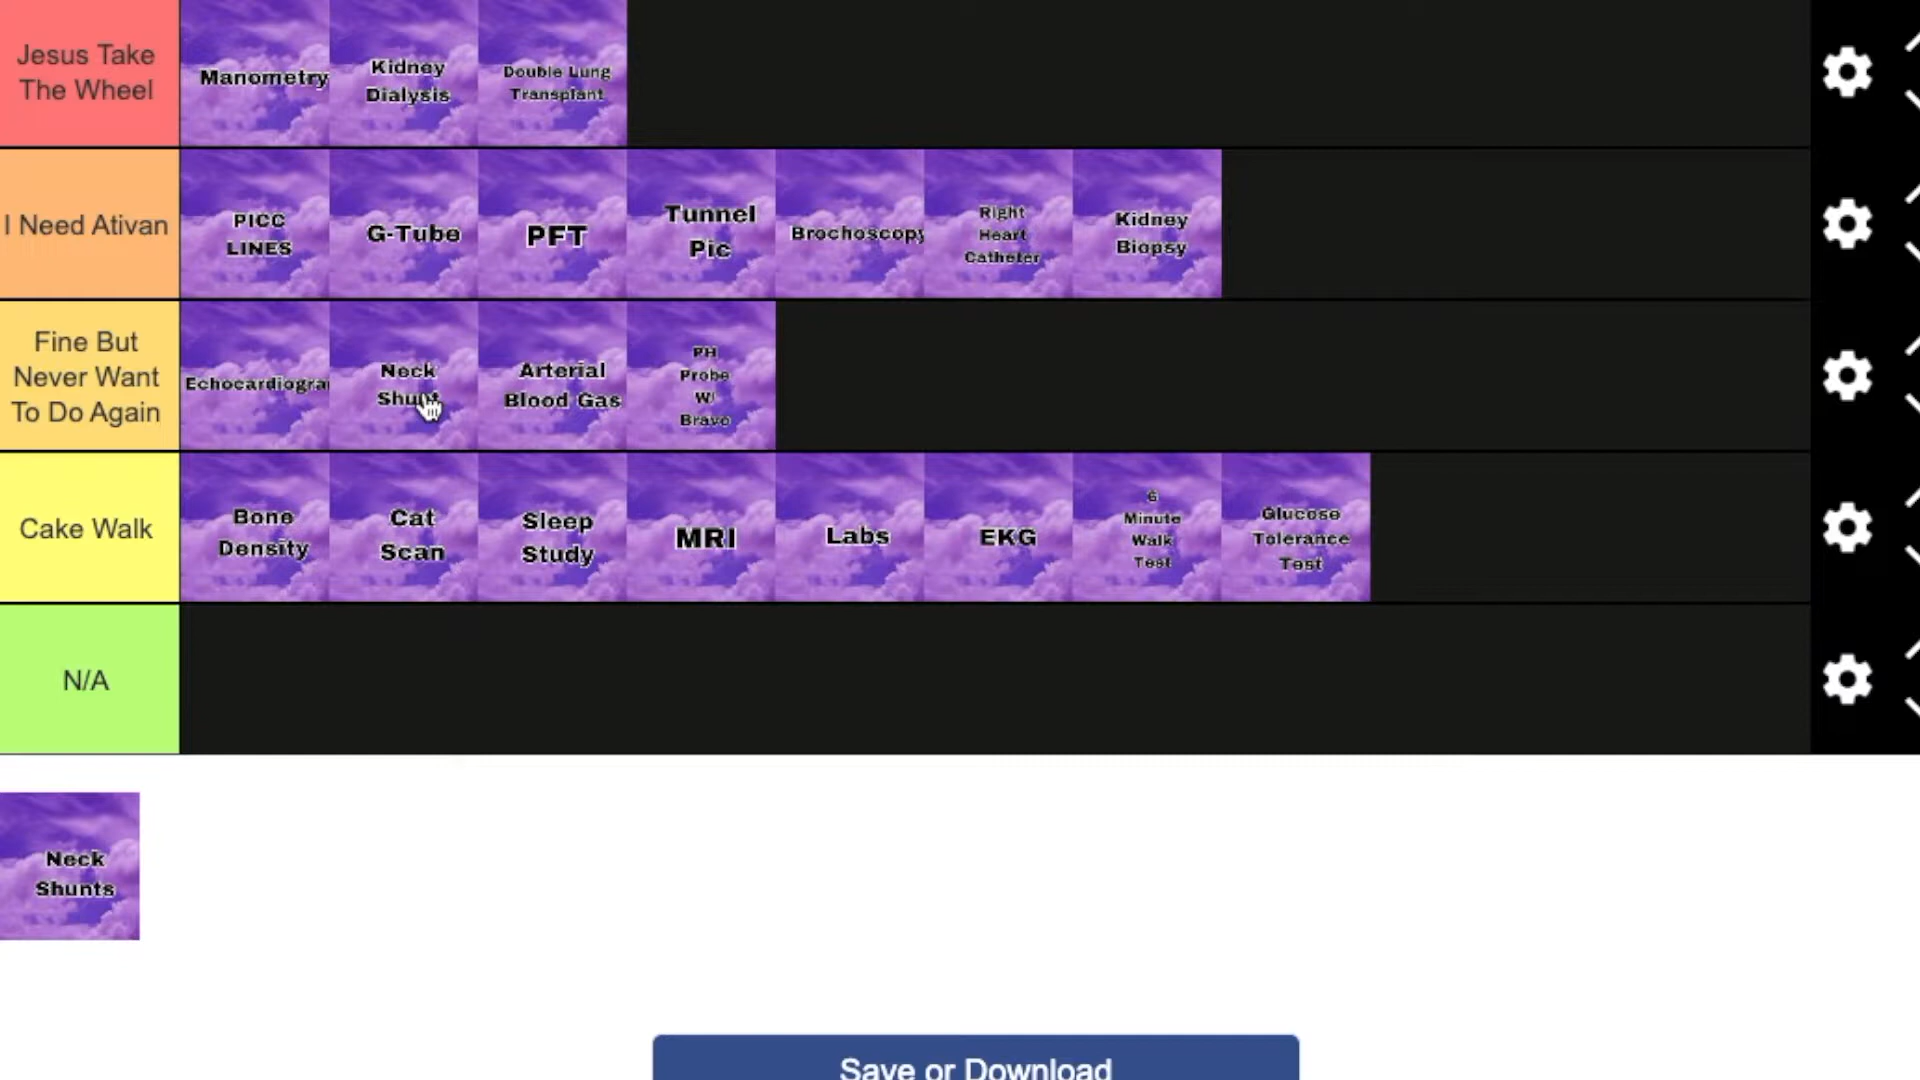 Jesus Take
The Wheel
Manometry
Kidney
Dialysis
Double Lung
Transplant
I Need Ativan
PICC
LINES
G-Tube
PFT
Tunnel
Pic
Brochoscopy
Right
Heart
Catheter
Kidney
Biopsy
Fine But
Never Want
To Do Again
Echocardiogra
Neck
Arterial
Blood Gas
PH
Probe
W/
Bravo
Cake Walk
Bone
Density
Cat
Scan
Sleep
Study
MRI
Labs
EKG
6
Minute
Walk
Test
Glucose
Tolerance
Test
N/A
Neck
Shunts
Save or Download